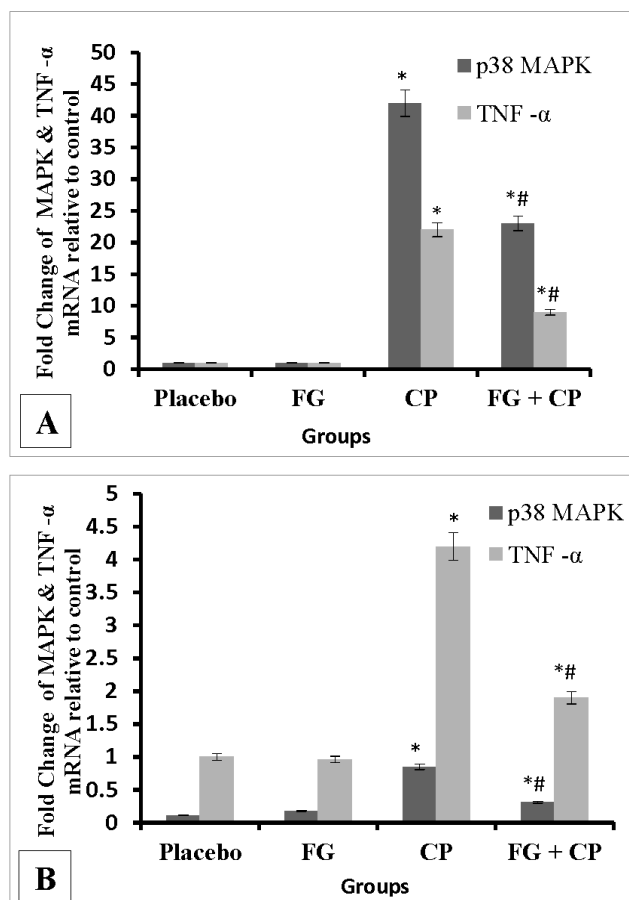 Fold Change of MAPK & TNF -α
mRNA relative to control
50
45
40
35
30
25
20
15
10
5
0
p38 MAPK
TNF -α
*
*
*#
*#
Placebo FG CP FG + CP
Groups
A
Fold Change of MAPK & TNF -α
mRNA relative to control
5
4.5
4
3.5
3
2.5
2
1.5
1
0.5
0
p38 MAPK
TNF -α
*
*
*#
*#
Placebo FG CP FG + CP
Groups
B